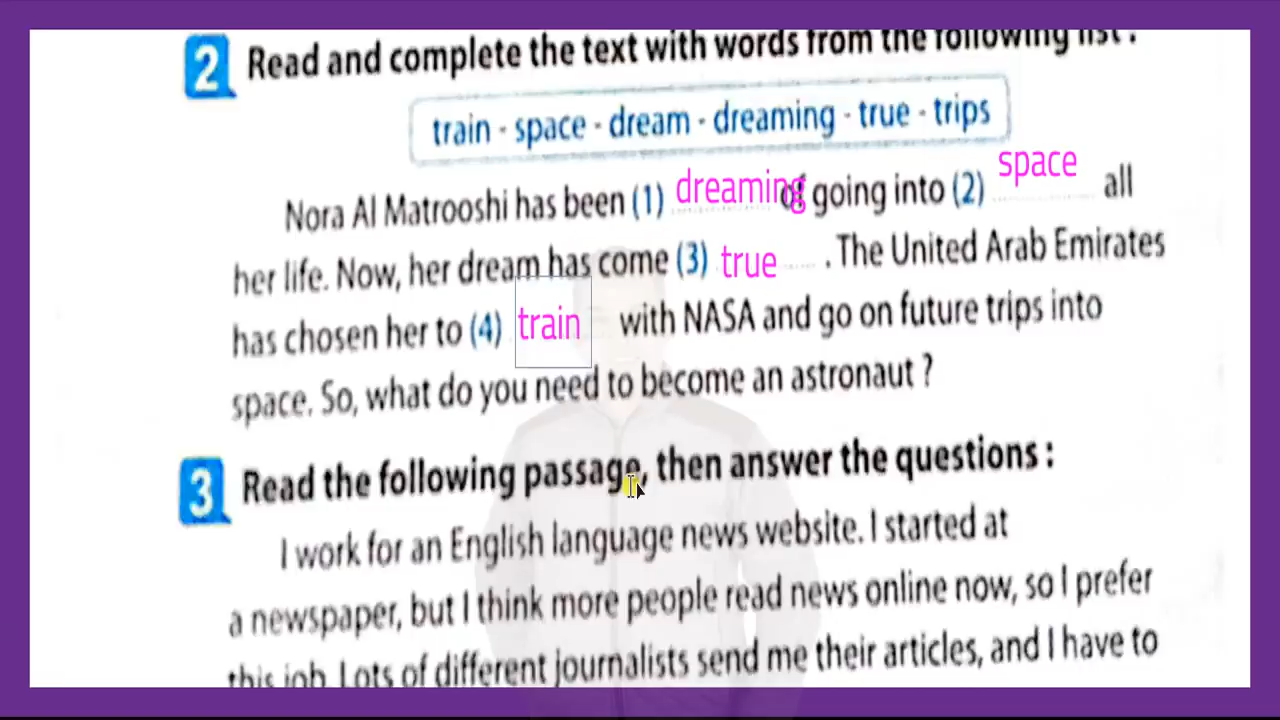 2 Read and complete the text with words from the following list :
train - space - dream - dreaming - true - trips
Nora Al Matrooshi has been (1) dreaming of going into (2) space all
her life. Now, her dream has come (3) true . The United Arab Emirates
has chosen her to (4) train with NASA and go on future trips into
space. So, what do you need to become an astronaut ?
3 Read the following passage, then answer the questions :
I work for an English language news website. I started at
a newspaper, but I think more people read news online now, so I prefer
this job. Lots of different journalists send me their articles, and I have to